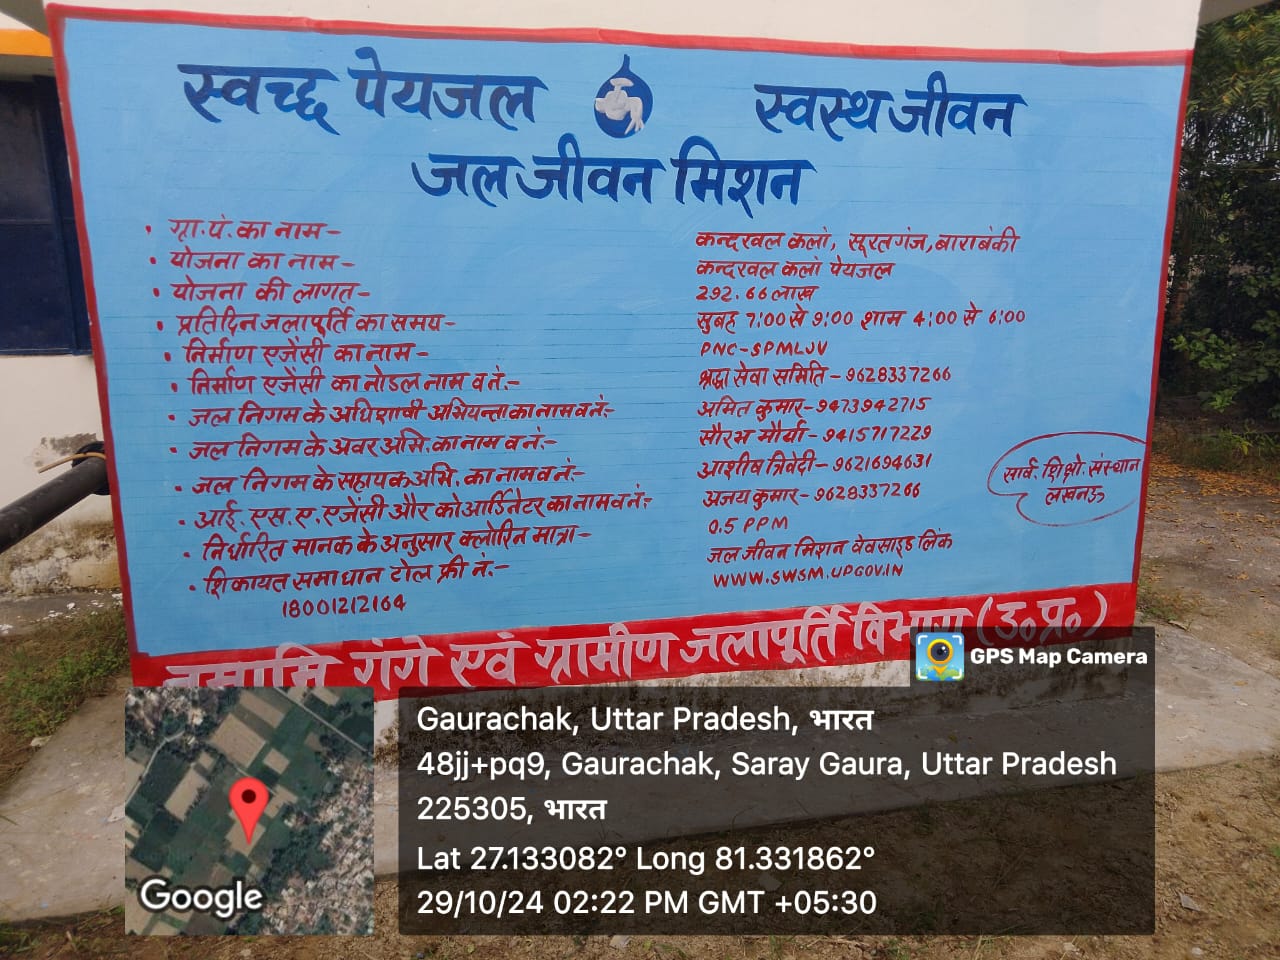 स्वच्छ पेयजल स्वस्थ जीवन
जल जीवन मिशन
• ग्रा.पं. का नाम- कन्दरवल कलां, सूरतगंज, बाराबंकी
• योजना का नाम- कन्दरवल कलां पेयजल
• योजना की लागत- 292.66 लाख
• प्रतिदिन जलापूर्ति का समय- सुबह 7:00 से 9:00 शाम 4:00 से 6:00
• निर्माण एजेंसी का नाम- PNC-SPMLJV
• निर्माण एजेंसी का नोडल नाम व नं.:- श्रद्धा सेवा समिति-9628337266
• जल निगम के अधिशाषी अभियन्ता का नाम व नं:- अमित कुमार-9473942715
• जल निगम के अवर अभि. का नाम व नं.:- सौरभ मौर्या-9415717229
• जल निगम के सहायक अभि. का नाम व नं.:- आशीष त्रिवेदी-9621694631
• आई. एस. ए. एजेंसी और कोआर्डिनेटर का नाम व नं.:- अजय कुमार-9628337266
सार्व. शिक्षो. संस्थान
लखनऊ
• निर्धारित मानक के अनुसार क्लोरिन मात्रा- 0.5 PPM
• शिकायत समाधान टोल फ्री नं.:- जल जीवन मिशन वेवसाइड लिंक
18001212164 WWW.SWSM.UPGOV.IN
नमामि गंगे एवं ग्रामीण जलापूर्ति विभाग (उ०प्र०)
GPS Map Camera
Gaurachak, Uttar Pradesh, भारत
48jj+pq9, Gaurachak, Saray Gaura, Uttar Pradesh
225305, भारत
Lat 27.133082° Long 81.331862°
29/10/24 02:22 PM GMT +05:30
Google